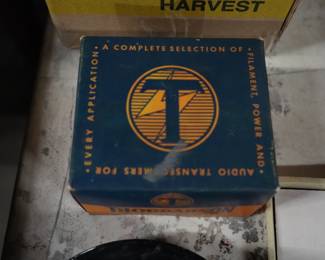 HARVEST
• A COMPLETE SELECTION OF •
FILAMENT, POWER AND •
AUDIO TRANSFORMERS FOR
• EVERY APPLICATION •
T